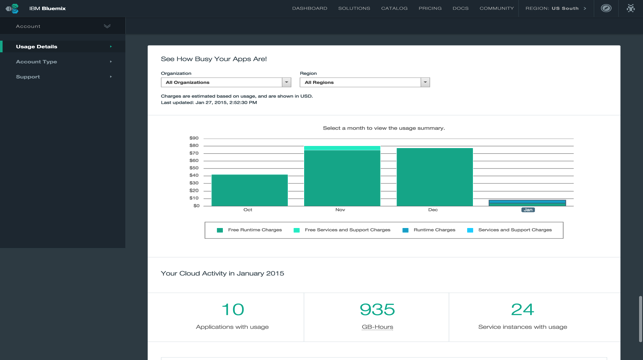 IBM Bluemix
DASHBOARD SOLUTIONS CATALOG PRICING DOCS COMMUNITY REGION: US South
Account
Usage Details
Account Type
Support
See How Busy Your Apps Are!
Organization Region
All Organizations All Regions
Charges are estimated based on usage, and are shown in USD.
Last updated: Jan 27, 2015, 2:52:30 PM
Select a month to view the usage summary.
$90
$80
$70
$60
$50
$40
$30
$20
$10
$0
Oct Nov Dec Jan
Free Runtime Charges Free Services and Support Charges Runtime Charges Services and Support Charges
Your Cloud Activity in January 2015
10 935 24
Applications with usage GB-Hours Service instances with usage